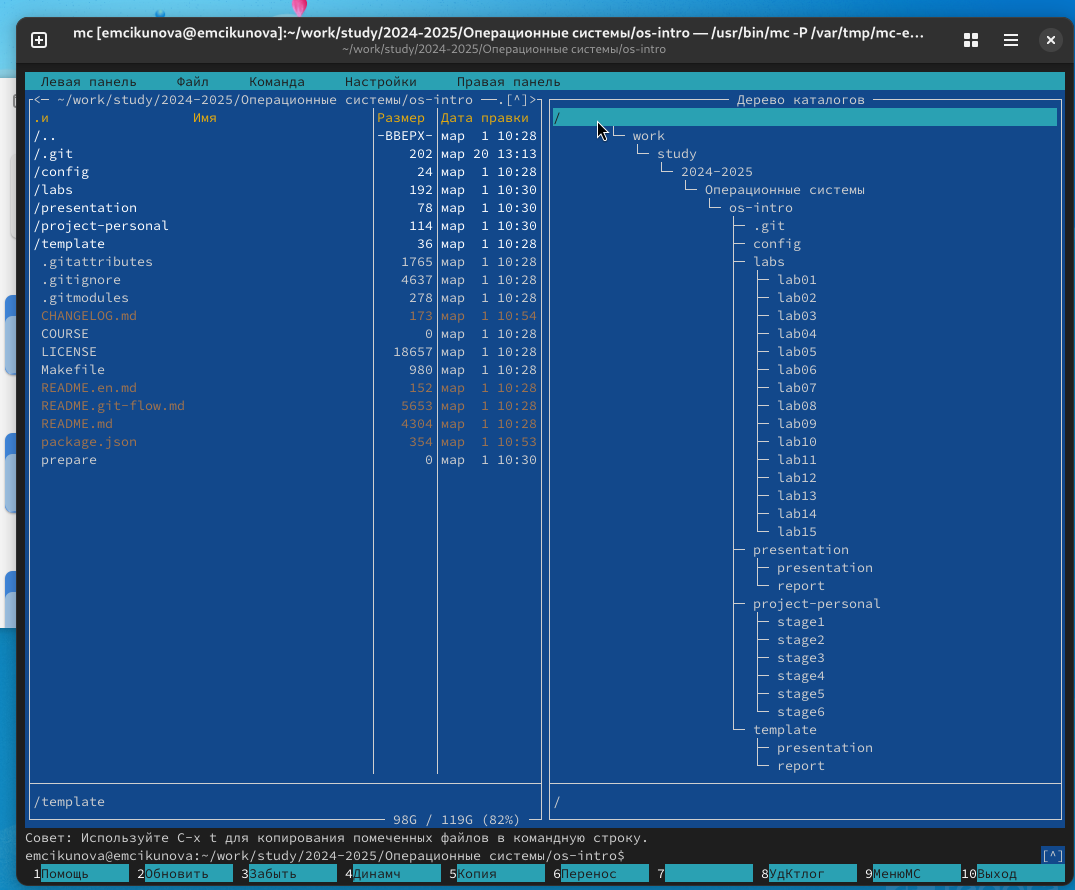 mc [emcikunova@emcikunova]:~/work/study/2024-2025/Операционные системы/os-intro — /usr/bin/mc -P /var/tmp/mc-e…
~/work/study/2024-2025/Операционные системы/os-intro
Левая панель Файл Команда Настройки Правая панель
<— ~/work/study/2024-2025/Операционные системы/os-intro ——.[^]>
.и Имя Размер Дата правки
/.. -ВВЕРХ- мар 1 10:28
/.git 202 мар 20 13:13
/config 24 мар 1 10:28
/labs 192 мар 1 10:30
/presentation 78 мар 1 10:30
/project-personal 114 мар 1 10:30
/template 36 мар 1 10:28
.gitattributes 1765 мар 1 10:28
.gitignore 4637 мар 1 10:28
.gitmodules 278 мар 1 10:28
CHANGELOG.md 173 мар 1 10:54
COURSE 0 мар 1 10:28
LICENSE 18657 мар 1 10:28
Makefile 980 мар 1 10:28
README.en.md 152 мар 1 10:28
README.git-flow.md 5653 мар 1 10:28
README.md 4304 мар 1 10:28
package.json 354 мар 1 10:53
prepare 0 мар 1 10:30
/template
98G / 119G (82%)
Дерево каталогов
/
work
study
2024-2025
Операционные системы
os-intro
.git
config
labs
lab01
lab02
lab03
lab04
lab05
lab06
lab07
lab08
lab09
lab10
lab11
lab12
lab13
lab14
lab15
presentation
presentation
report
project-personal
stage1
stage2
stage3
stage4
stage5
stage6
template
presentation
report
/
Совет: Используйте C-x t для копирования помеченных файлов в командную строку.
emcikunova@emcikunova:~/work/study/2024-2025/Операционные системы/os-intro$ [^]
1Помощь 2Обновить 3Забыть 4Динамч 5Копия 6Перенос 7 8УдКтлог 9МенюMC 10Выход